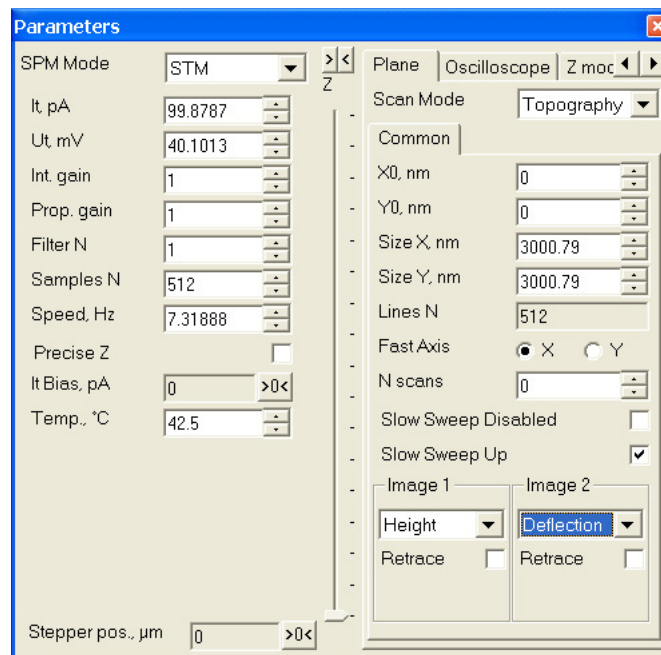 Parameters
SPM Mode STM
It, pA 99.8787
Ut, mV 40.1013
Int. gain 1
Prop. gain 1
Filter N 1
Samples N 512
Speed, Hz 7.31888
Precise Z
It Bias, pA 0 >0<
Temp., °C 42.5
Stepper pos., µm 0 >0<
> <
Z
Plane Oscilloscope Z mod
Scan Mode Topography
Common
X0, nm 0
Y0, nm 0
Size X, nm 3000.79
Size Y, nm 3000.79
Lines N 512
Fast Axis X Y
N scans 0
Slow Sweep Disabled
Slow Sweep Up
Image 1 Image 2
Height Deflection
Retrace Retrace